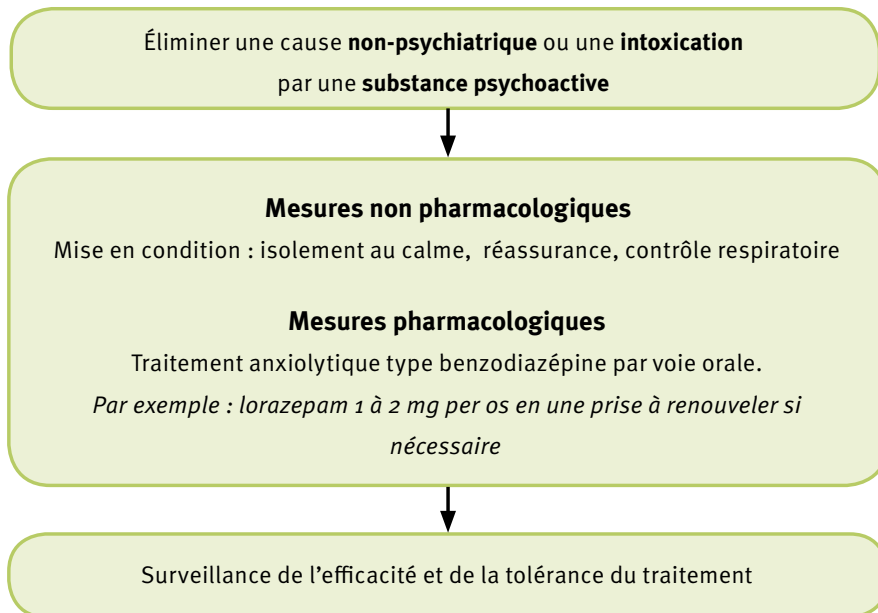 Éliminer une cause non-psychiatrique ou une intoxication
par une substance psychoactive
Mesures non pharmacologiques
Mise en condition : isolement au calme, réassurance, contrôle respiratoire
Mesures pharmacologiques
Traitement anxiolytique type benzodiazépine par voie orale.
Par exemple : lorazepam 1 à 2 mg per os en une prise à renouveler si
nécessaire
Surveillance de l'efficacité et de la tolérance du traitement